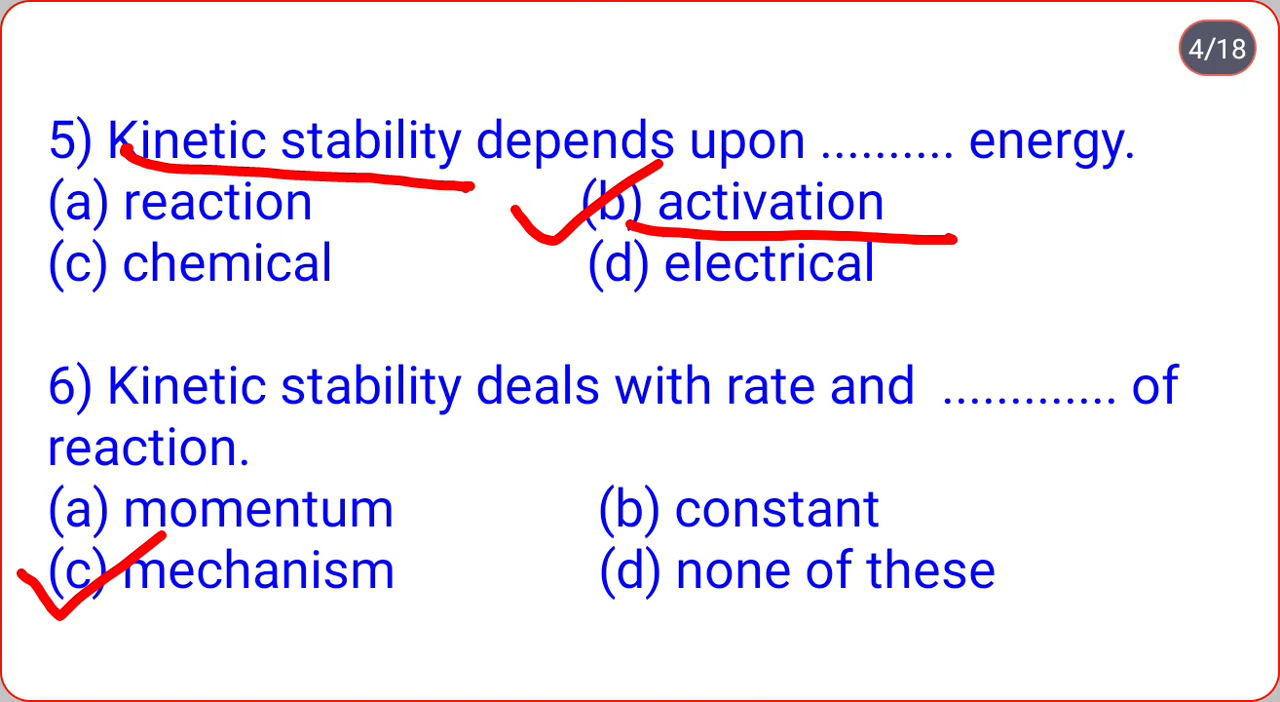 4/18
5) Kinetic stability depends upon .......... energy.
(a) reaction (b) activation
(c) chemical (d) electrical
6) Kinetic stability deals with rate and ............. of
reaction.
(a) momentum (b) constant
(c) mechanism (d) none of these